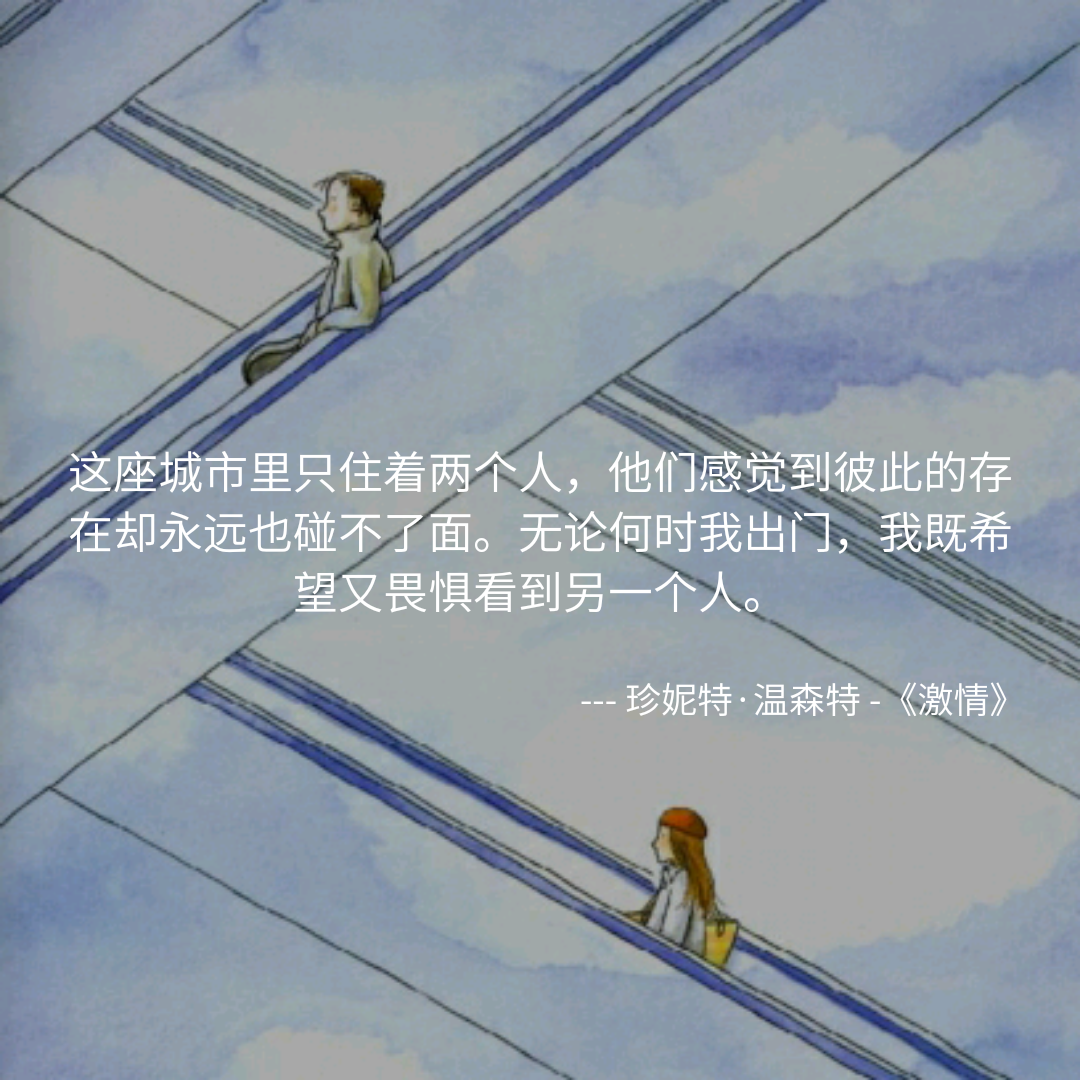 这座城市里只住着两个人，他们感觉到彼此的存
在却永远也碰不了面。无论何时我出门，我既希
望又畏惧看到另一个人。
--- 珍妮特·温森特 -《激情》